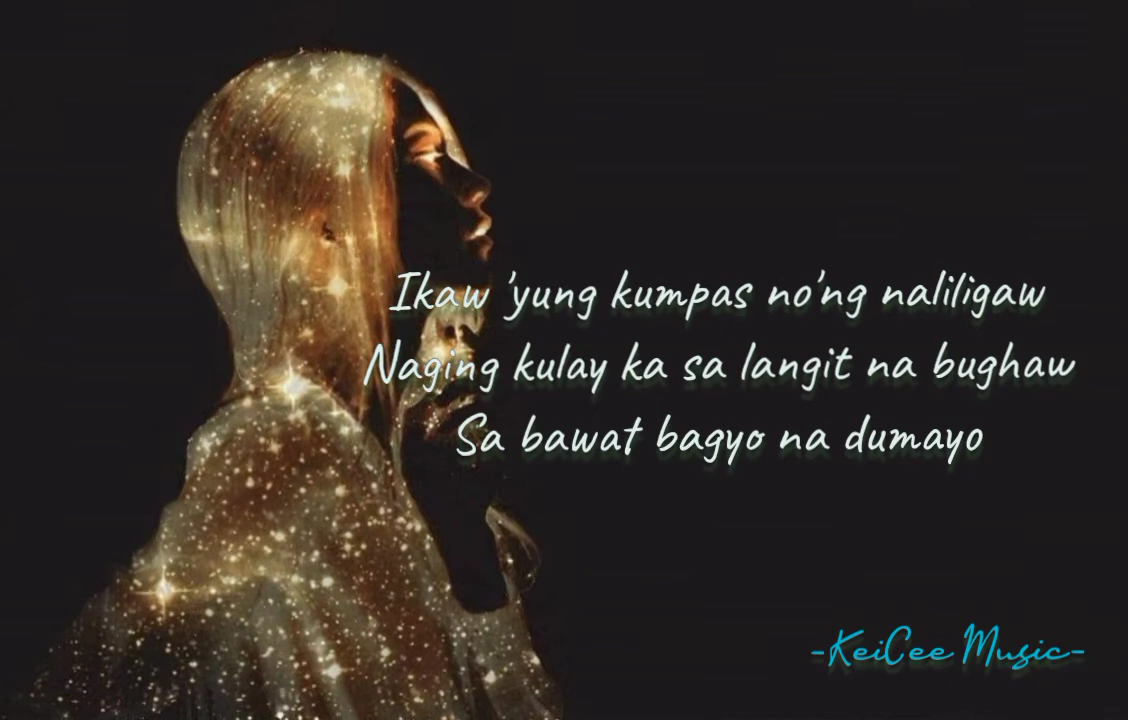 Ikaw 'yung kumpas no'ng naliligaw
Naging kulay ka sa langit na bughaw
Sa bawat bagyo na dumayo
-KeiCee Music-